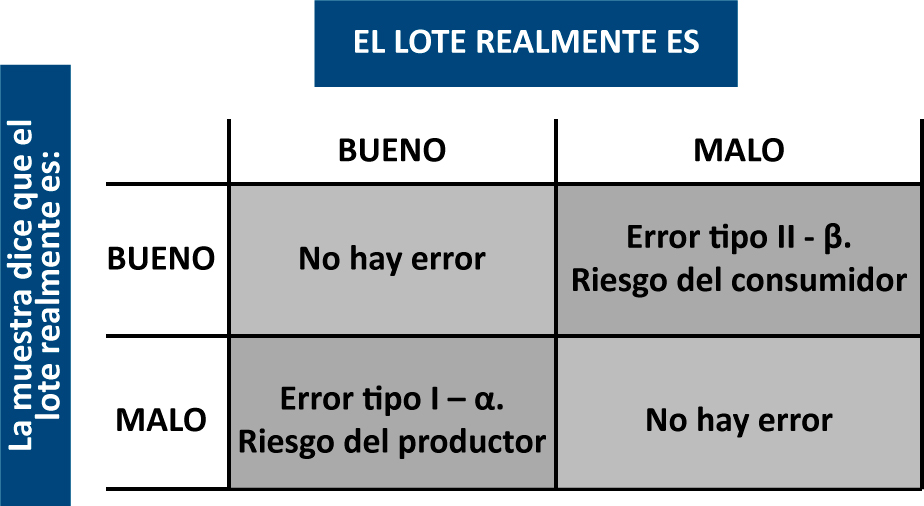 EL LOTE REALMENTE ES
La muestra dice que el
lote realmente es:
BUENO
MALO
BUENO
No hay error
Error tipo II - β.
Riesgo del consumidor
MALO
Error tipo I – α.
Riesgo del productor
No hay error